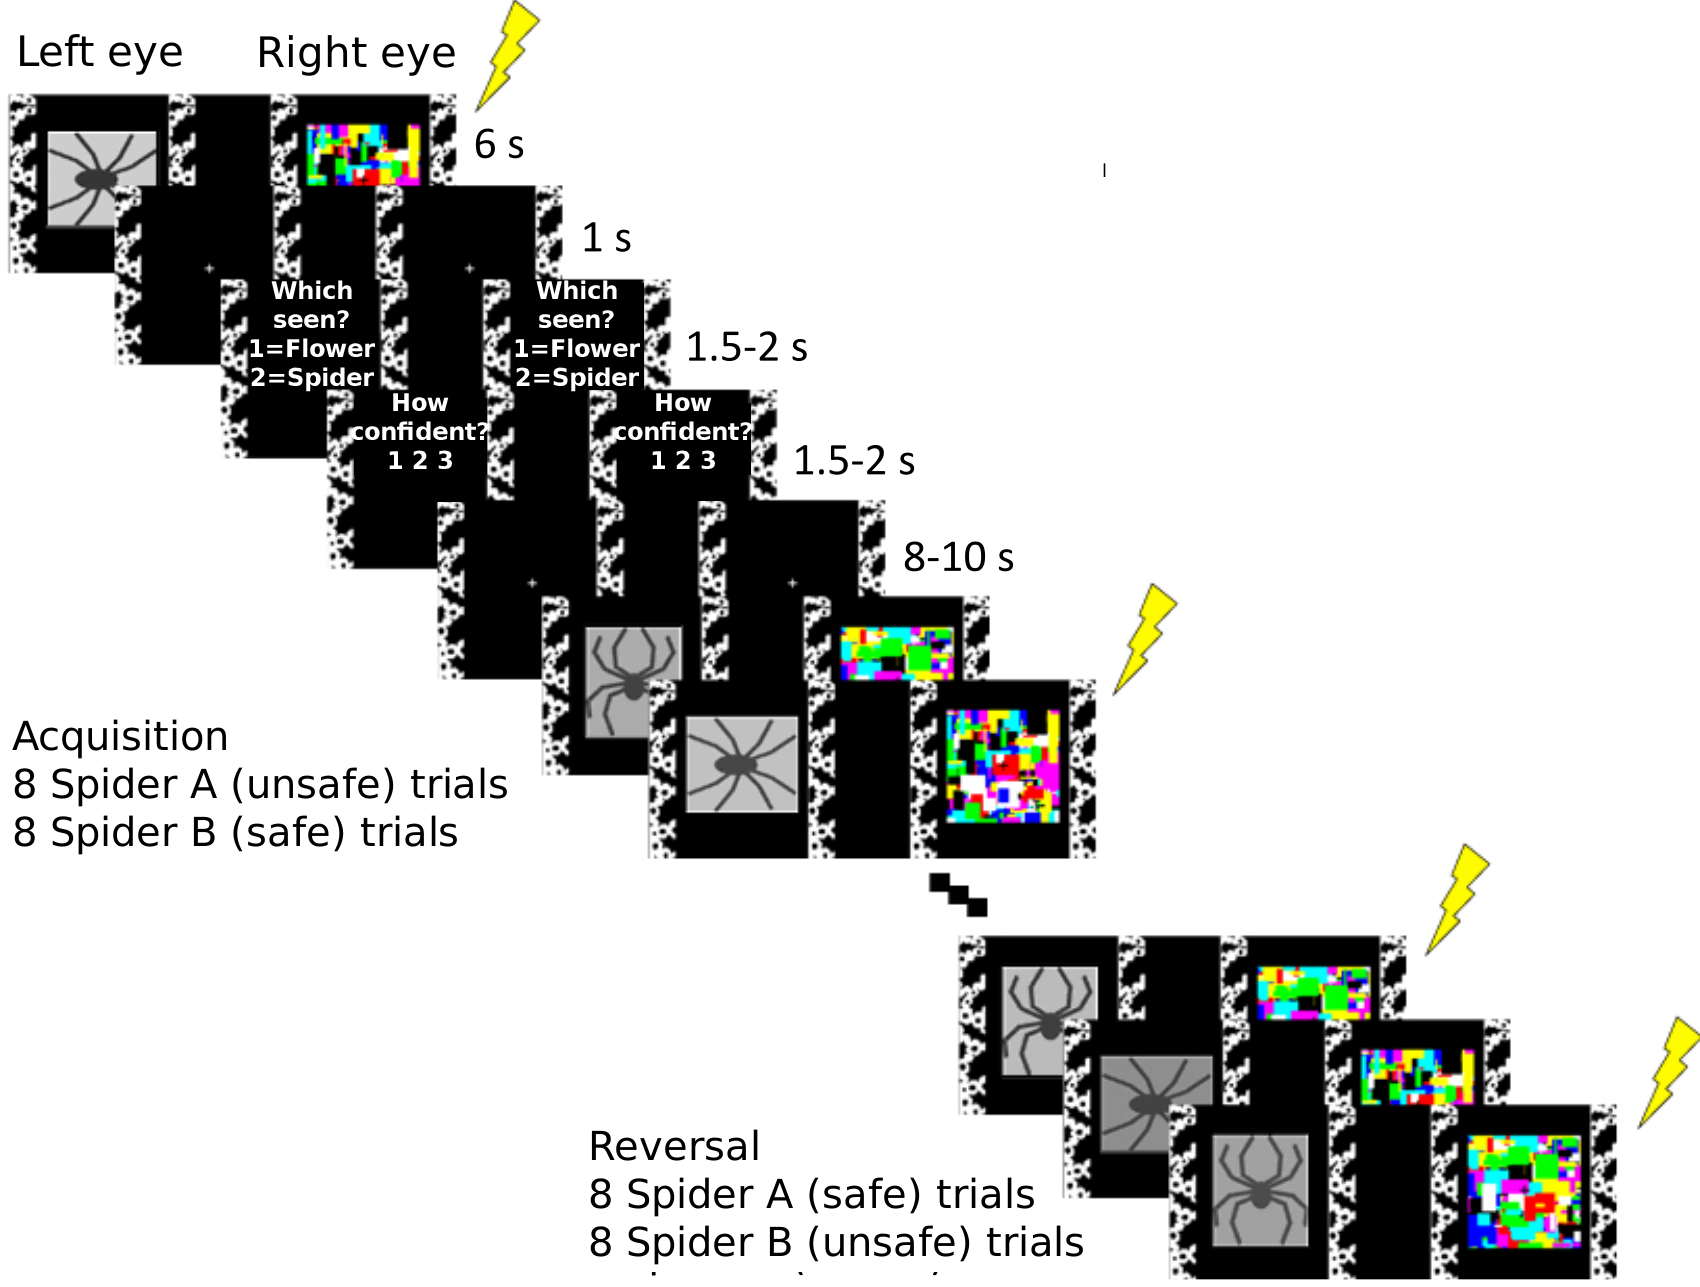 Left eye
Right eye
6 s
1 s
Which
seen?
1=Flower
2=Spider
Which
seen?
1=Flower
2=Spider
1.5-2 s
How
confident?
1 2 3
How
confident?
1 2 3
1.5-2 s
8-10 s
Acquisition
8 Spider A (unsafe) trials
8 Spider B (safe) trials
Reversal
8 Spider A (safe) trials
8 Spider B (unsafe) trials